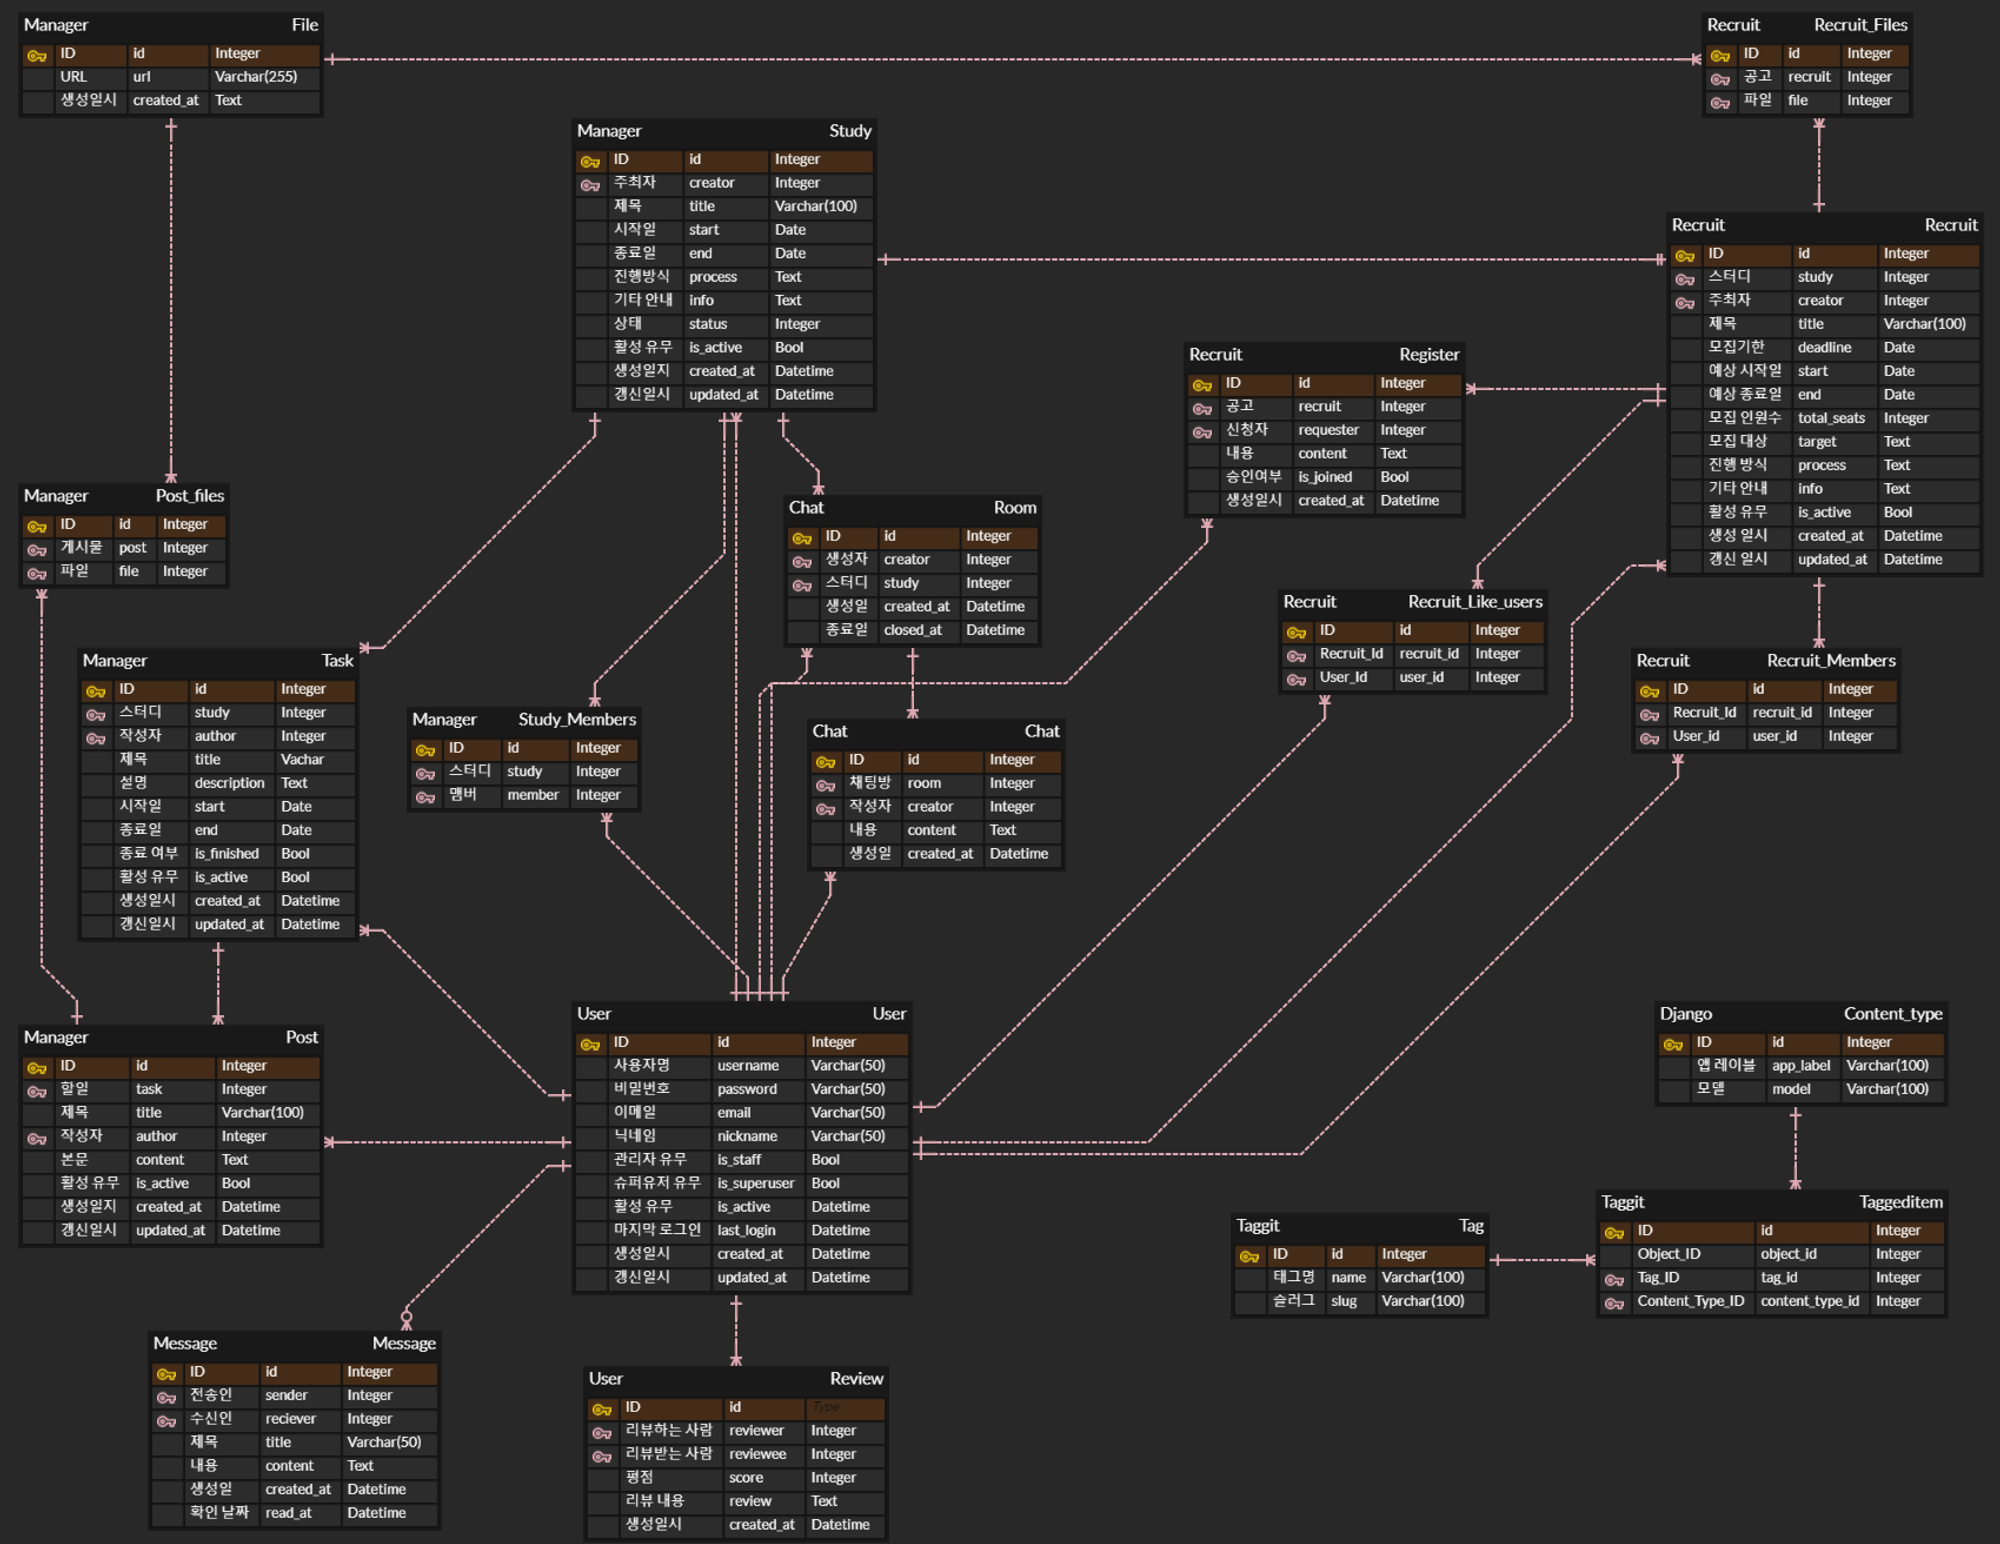 Manager File
ID id Integer
URL url Varchar(255)
생성일시 created_at Text
Recruit Recruit_Files
ID id Integer
공고 recruit Integer
파일 file Integer
Manager Study
ID id Integer
주최자 creator Integer
제목 title Varchar(100)
시작일 start Date
종료일 end Date
진행방식 process Text
기타 안내 info Text
상태 status Integer
활성 유무 is_active Bool
생성일지 created_at Datetime
갱신일시 updated_at Datetime
Recruit Recruit
ID id Integer
스터디 study Integer
주최자 creator Integer
제목 title Varchar(100)
모집기한 deadline Date
예상 시작일 start Date
예상 종료일 end Date
모집 인원수 total_seats Integer
모집 대상 target Text
진행 방식 process Text
기타 안내 info Text
활성 유무 is_active Bool
생성 일시 created_at Datetime
갱신 일시 updated_at Datetime
Recruit Register
ID id Integer
공고 recruit Integer
신청자 requester Integer
내용 content Text
승인여부 is_joined Bool
생성일시 created_at Datetime
Manager Post_files
ID id Integer
게시물 post Integer
파일 file Integer
Chat Room
ID id Integer
생성자 creator Integer
스터디 study Integer
생성일 created_at Datetime
종료일 closed_at Datetime
Recruit Recruit_Like_users
ID id Integer
Recruit_Id recruit_id Integer
User_Id user_id Integer
Manager Task
ID id Integer
스터디 study Integer
작성자 author Integer
제목 title Vachar
설명 description Text
시작일 start Date
종료일 end Date
종료 여부 is_finished Bool
활성 유무 is_active Bool
생성일시 created_at Datetime
갱신일시 updated_at Datetime
Recruit Recruit_Members
ID id Integer
Recruit_Id recruit_id Integer
User_id user_id Integer
Manager Study_Members
ID id Integer
스터디 study Integer
맴버 member Integer
Chat Chat
ID id Integer
채팅방 room Integer
작성자 creator Integer
내용 content Text
생성일 created_at Datetime
Manager Post
ID id Integer
할일 task Integer
제목 title Varchar(100)
작성자 author Integer
본문 content Text
활성 유무 is_active Bool
생성일지 created_at Datetime
갱신일시 updated_at Datetime
User User
ID id Integer
사용자명 username Varchar(50)
비밀번호 password Varchar(50)
이메일 email Varchar(50)
닉네임 nickname Varchar(50)
관리자 유무 is_staff Bool
슈퍼유저 유무 is_superuser Bool
활성 유무 is_active Datetime
마지막 로그인 last_login Datetime
생성일시 created_at Datetime
갱신일시 updated_at Datetime
Django Content_type
ID id Integer
앱 레이블 app_label Varchar(100)
모델 model Varchar(100)
Taggit Tag
ID id Integer
태그명 name Varchar(100)
슬러그 slug Varchar(100)
Taggit Taggeditem
ID id Integer
Object_ID object_id Integer
Tag_ID tag_id Integer
Content_Type_ID content_type_id Integer
Message Message
ID id Integer
전송인 sender Integer
수신인 reciever Integer
제목 title Varchar(50)
내용 content Text
생성일 created_at Datetime
확인 날짜 read_at Datetime
User Review
ID id Type
리뷰하는 사람 reviewer Integer
리뷰받는 사람 reviewee Integer
평점 score Integer
리뷰 내용 review Text
생성일시 created_at Datetime